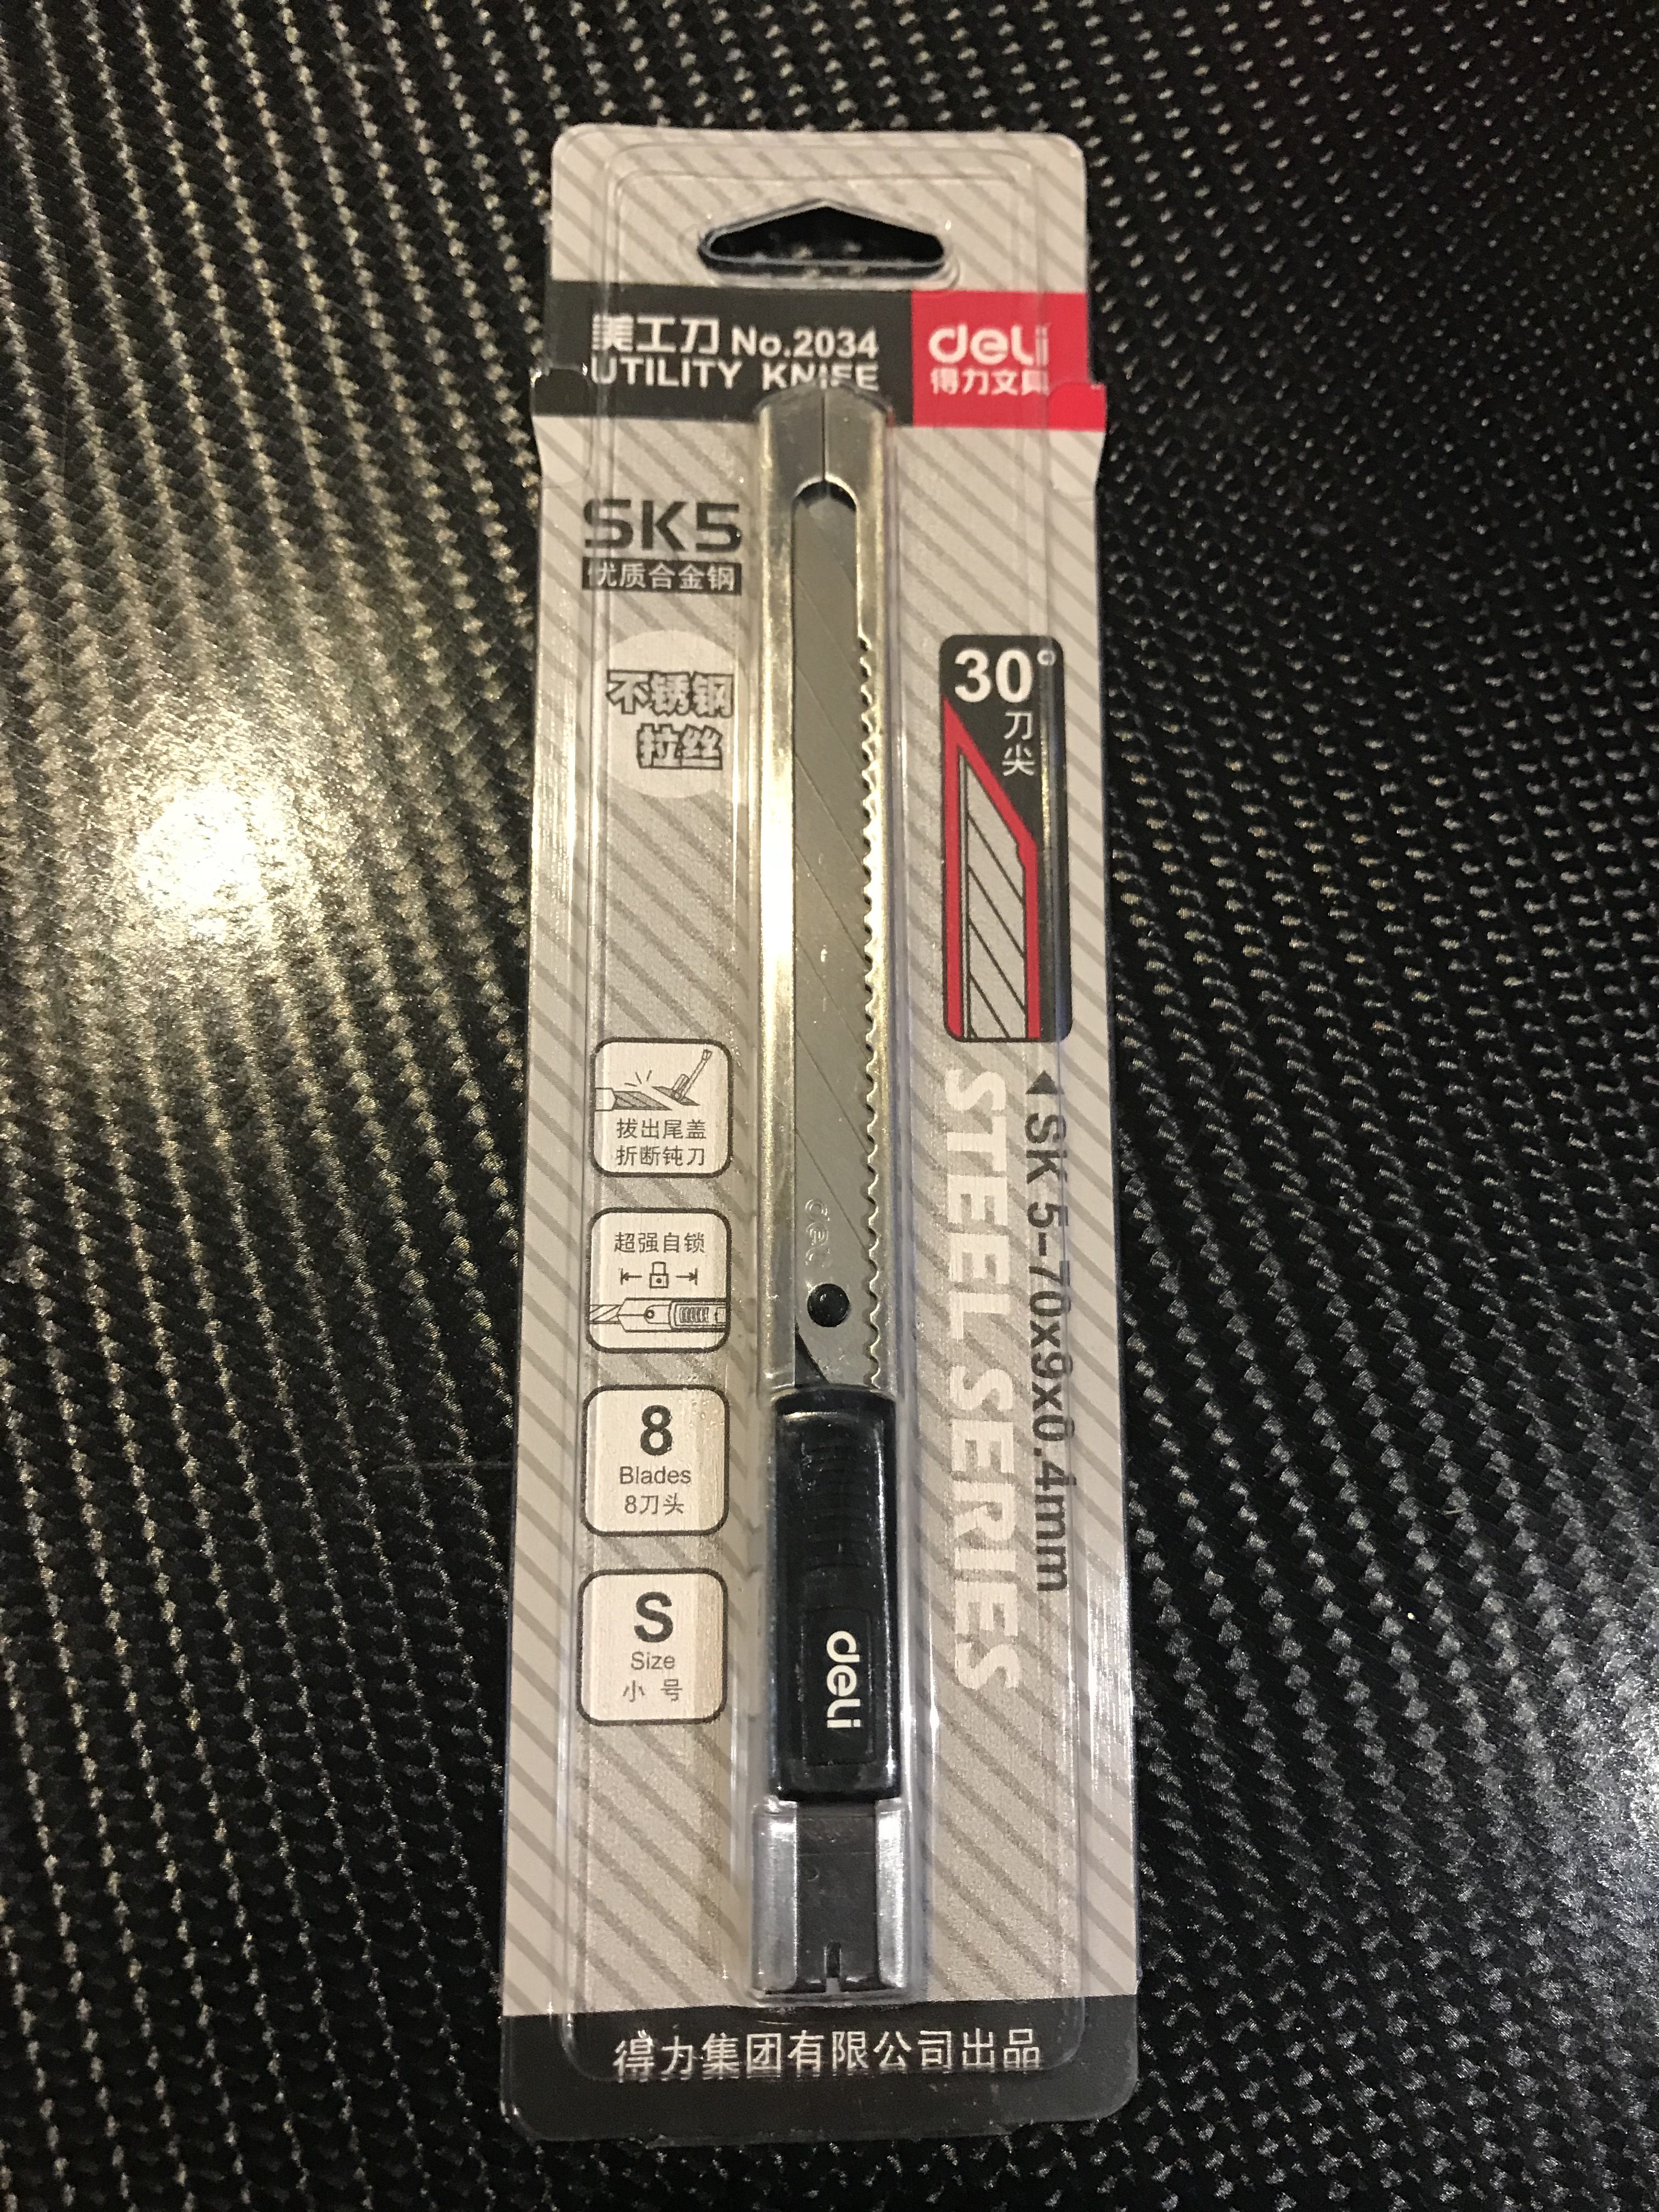 美工刀 No.2034
UTILITY KNIFE
deli
得力文具
SK5
优质合金钢
不锈钢
拉丝
30°
刀尖
拔出尾盖
折断钝刀
超强自锁
8
Blades
8刀头
S
Size
小 号
◀SK5-70x9x0.4mm
STEEL SERIES
deli
deli
得力集团有限公司出品